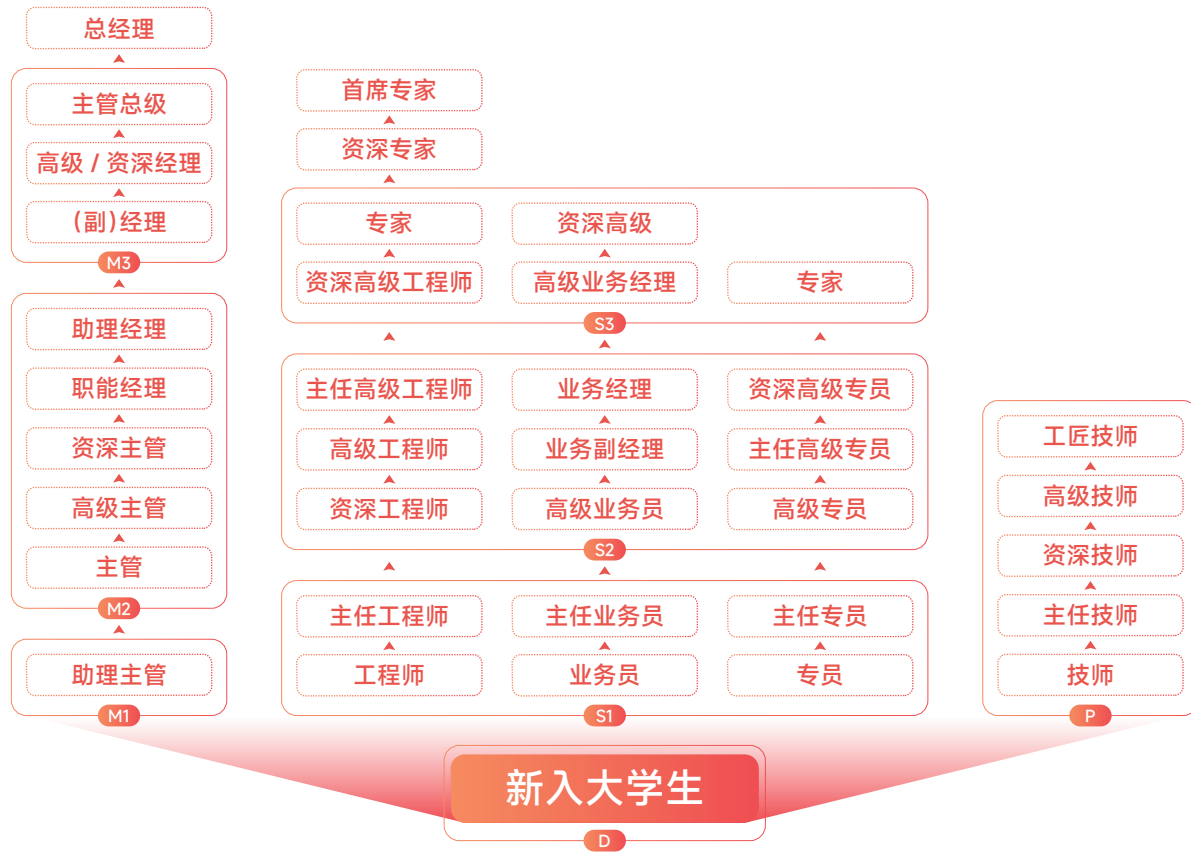 总经理
主管总级
高级 / 资深经理
(副)经理
M3
助理经理
职能经理
资深主管
高级主管
主管
M2
助理主管
M1
首席专家
资深专家
专家
资深高级
资深高级工程师
高级业务经理
专家
S3
主任高级工程师
业务经理
资深高级专员
高级工程师
业务副经理
主任高级专员
资深工程师
高级业务员
高级专员
S2
主任工程师
主任业务员
主任专员
工程师
业务员
专员
S1
工匠技师
高级技师
资深技师
主任技师
技师
P
新入大学生
D